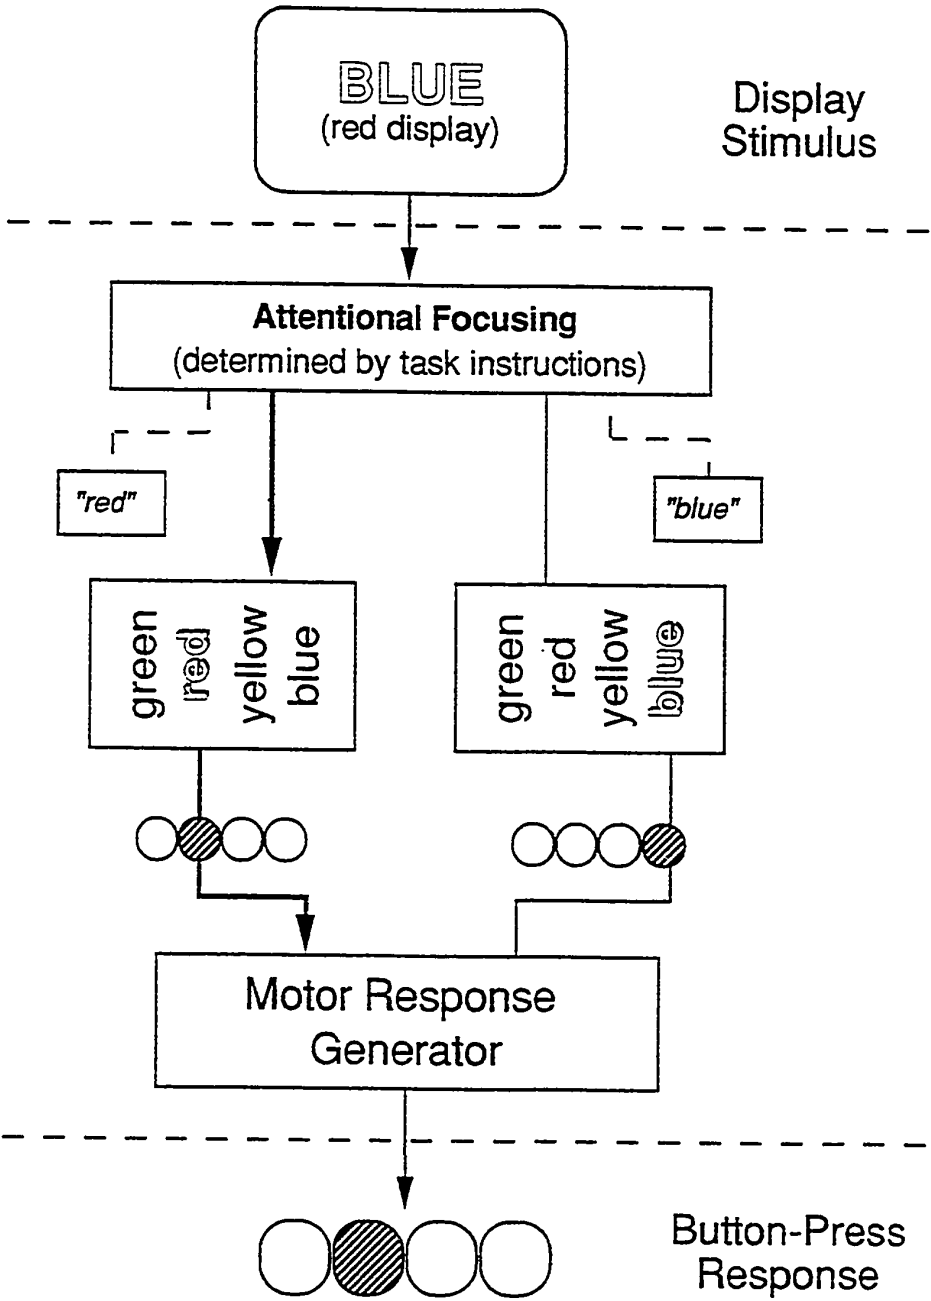 BLUE
(red display)
Display
Stimulus
Attentional Focusing
(determined by task instructions)
"red"
"blue"
green
red
yellow
blue
green
red
yellow
blue
Motor Response
Generator
Button-Press
Response